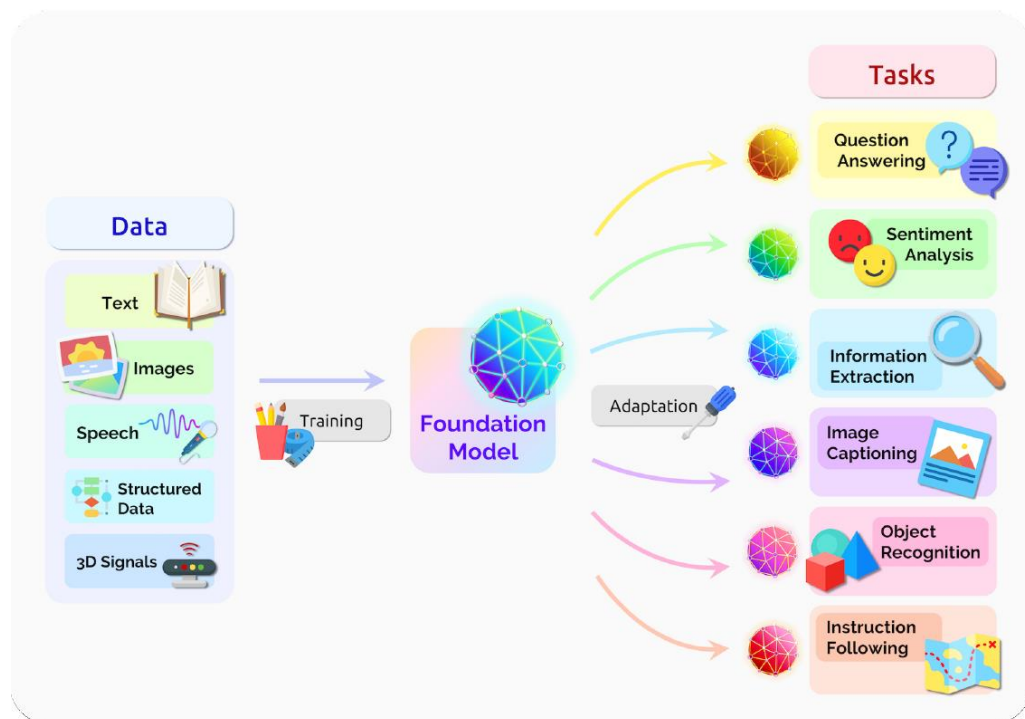 Data
Text
Images
Speech
Structured
Data
3D Signals
Training
Foundation
Model
Adaptation
Tasks
Question
Answering
?
Sentiment
Analysis
Information
Extraction
Image
Captioning
Object
Recognition
Instruction
Following